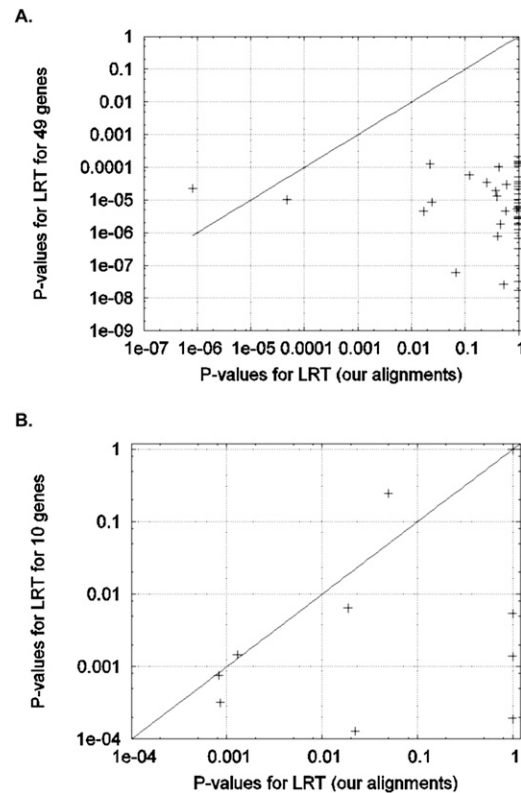 A.
P-values for LRT for 49 genes
1
0.1
0.01
0.001
0.0001
1e-05
1e-06
1e-07
1e-08
1e-09
1e-07 1e-06 1e-05 0.0001 0.001 0.01 0.1 1
P-values for LRT (our alignments)
B.
P-values for LRT for 10 genes
1
0.1
0.01
0.001
1e-04
1e-04 0.001 0.01 0.1 1
P-values for LRT (our alignments)